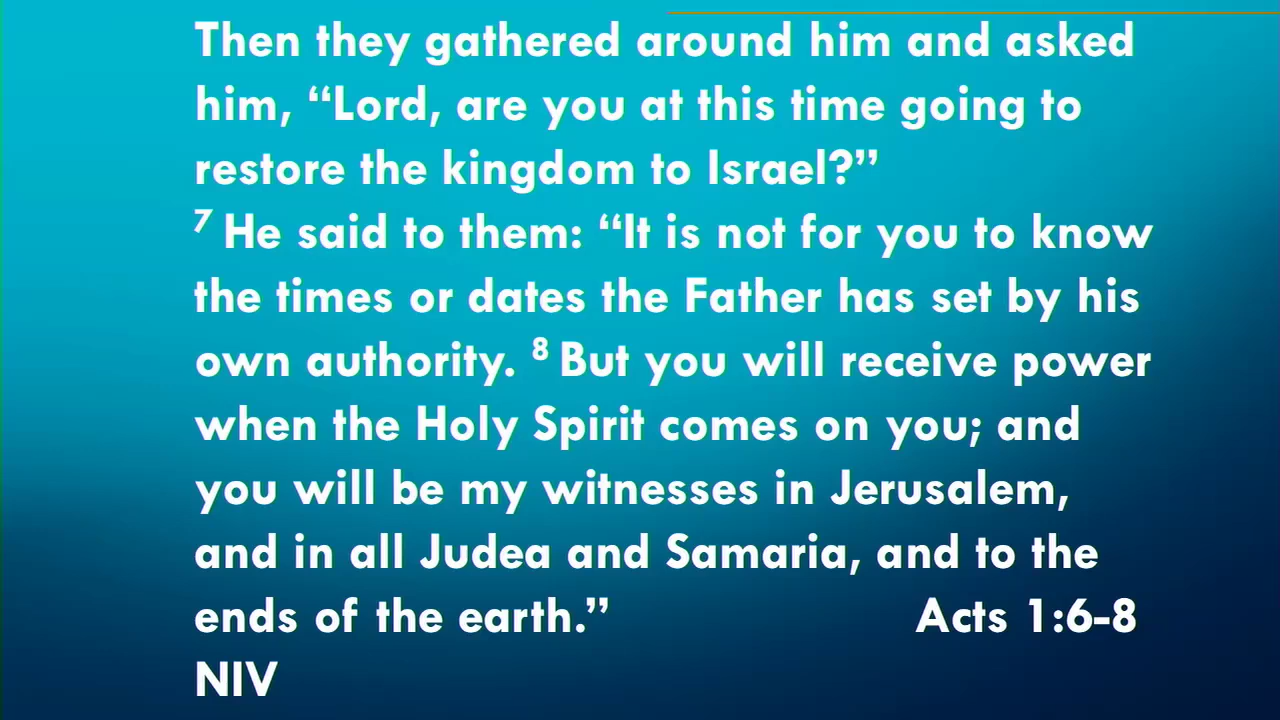 Then they gathered around him and asked
him, “Lord, are you at this time going to
restore the kingdom to Israel?”
7 He said to them: “It is not for you to know
the times or dates the Father has set by his
own authority. 8 But you will receive power
when the Holy Spirit comes on you; and
you will be my witnesses in Jerusalem,
and in all Judea and Samaria, and to the
ends of the earth.” Acts 1:6-8
NIV